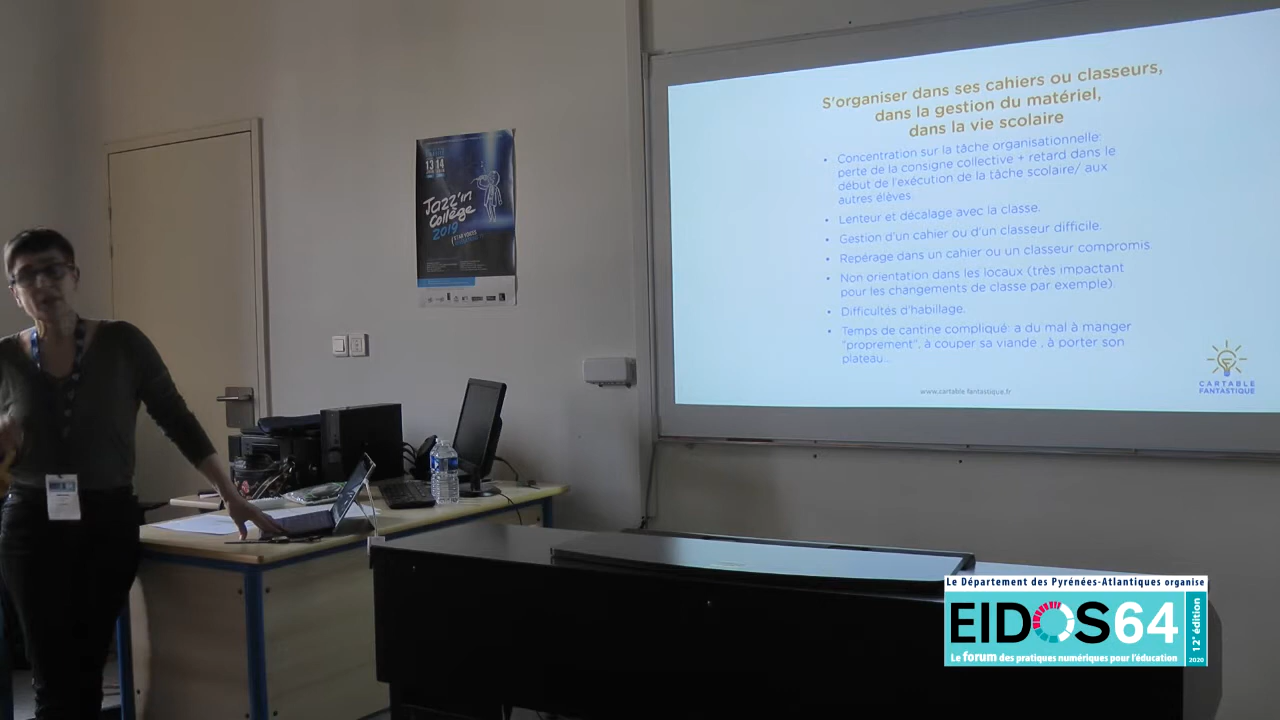 S'organiser dans ses cahiers ou classeurs,
dans la gestion du matériel,
dans la vie scolaire
• Concentration sur la tâche organisationnelle:
perte de la consigne collective + retard dans le
début de l'exécution de la tâche scolaire/ aux
autres élèves.
• Lenteur et décalage avec la classe.
• Gestion d'un cahier ou d'un classeur difficile.
• Repérage dans un cahier ou un classeur compromis.
• Non orientation dans les locaux (très impactant
pour les changements de classe par exemple).
• Difficultés d'habillage.
• Temps de cantine compliqué: a du mal à manger
"proprement", à couper sa viande , à porter son
plateau...
www.cartable fantastique.fr
CARTABLE
FANTASTIQUE
13 14
Jazz'in
Collège
2019
Le Département des Pyrénées-Atlantiques organise
EIDOS64
12e édition
2020
Le forum des pratiques numériques pour l'éducation